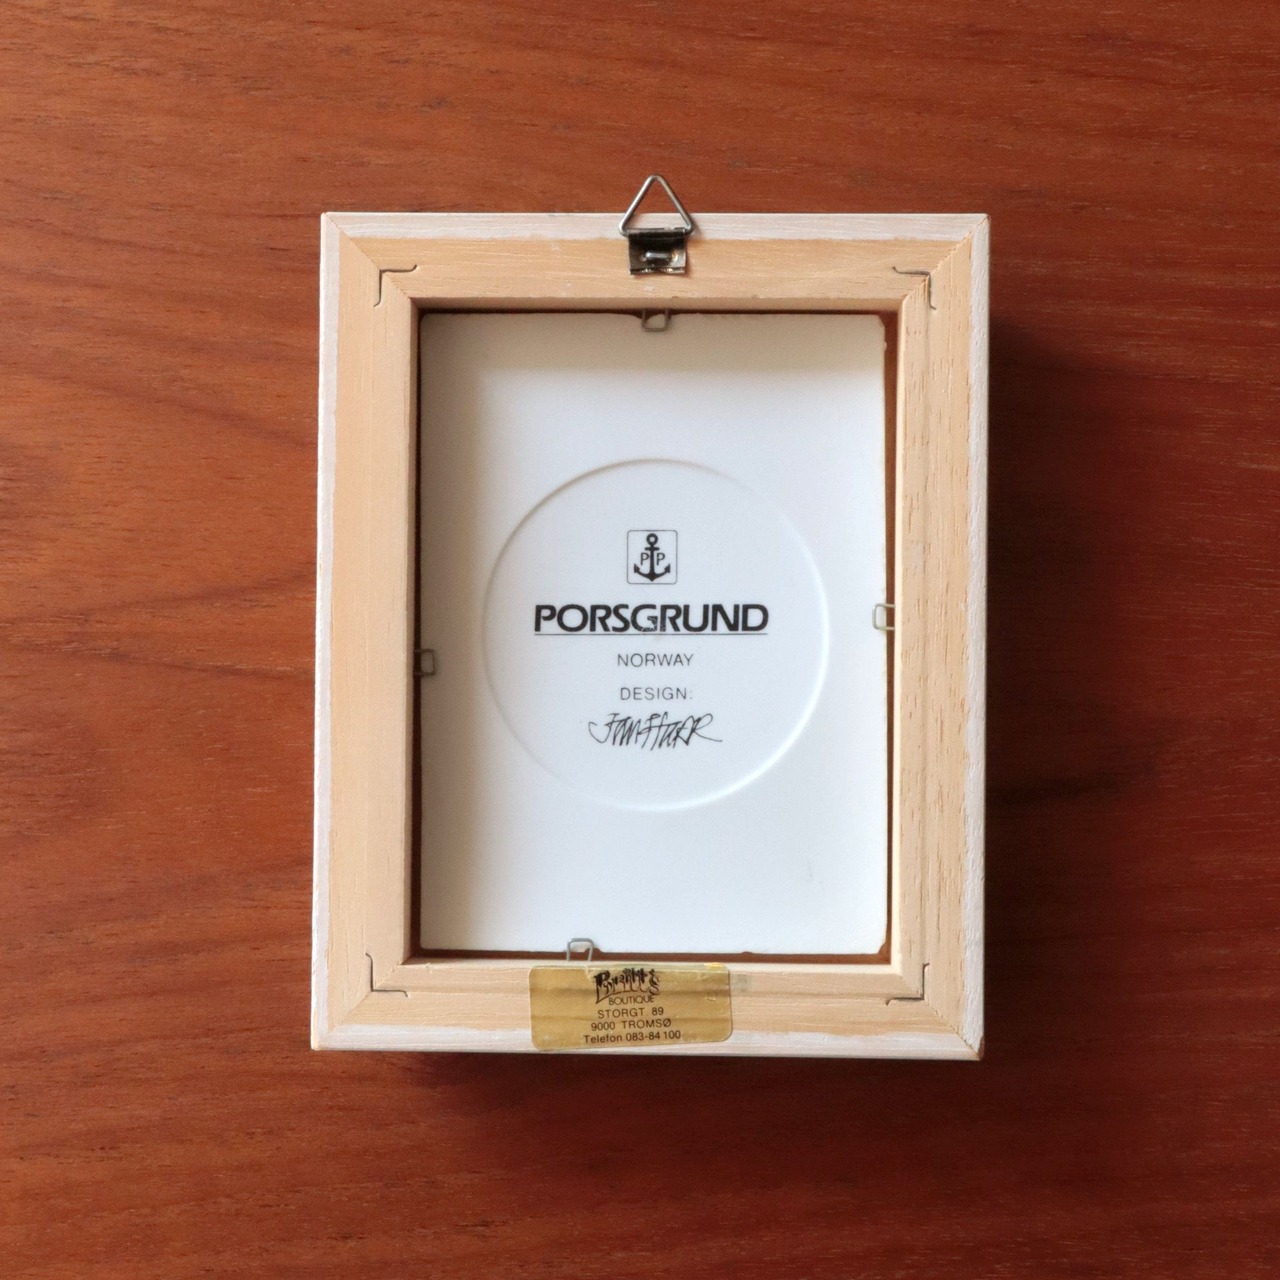 P P
PORSGRUND
NORWAY
DESIGN:
BOUTIQUE
STORGT. 89
9000 TROMSØ
Telefon 083-84 100